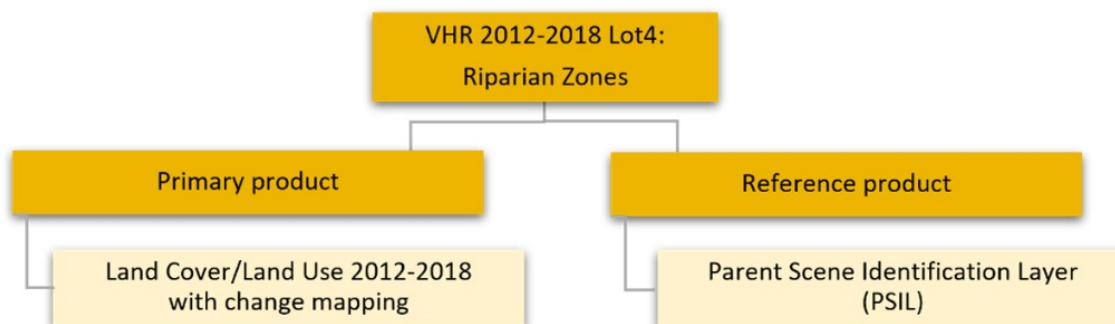 VHR 2012-2018 Lot4:
Riparian Zones
Primary product
Reference product
Land Cover/Land Use 2012-2018
with change mapping
Parent Scene Identification Layer
(PSIL)